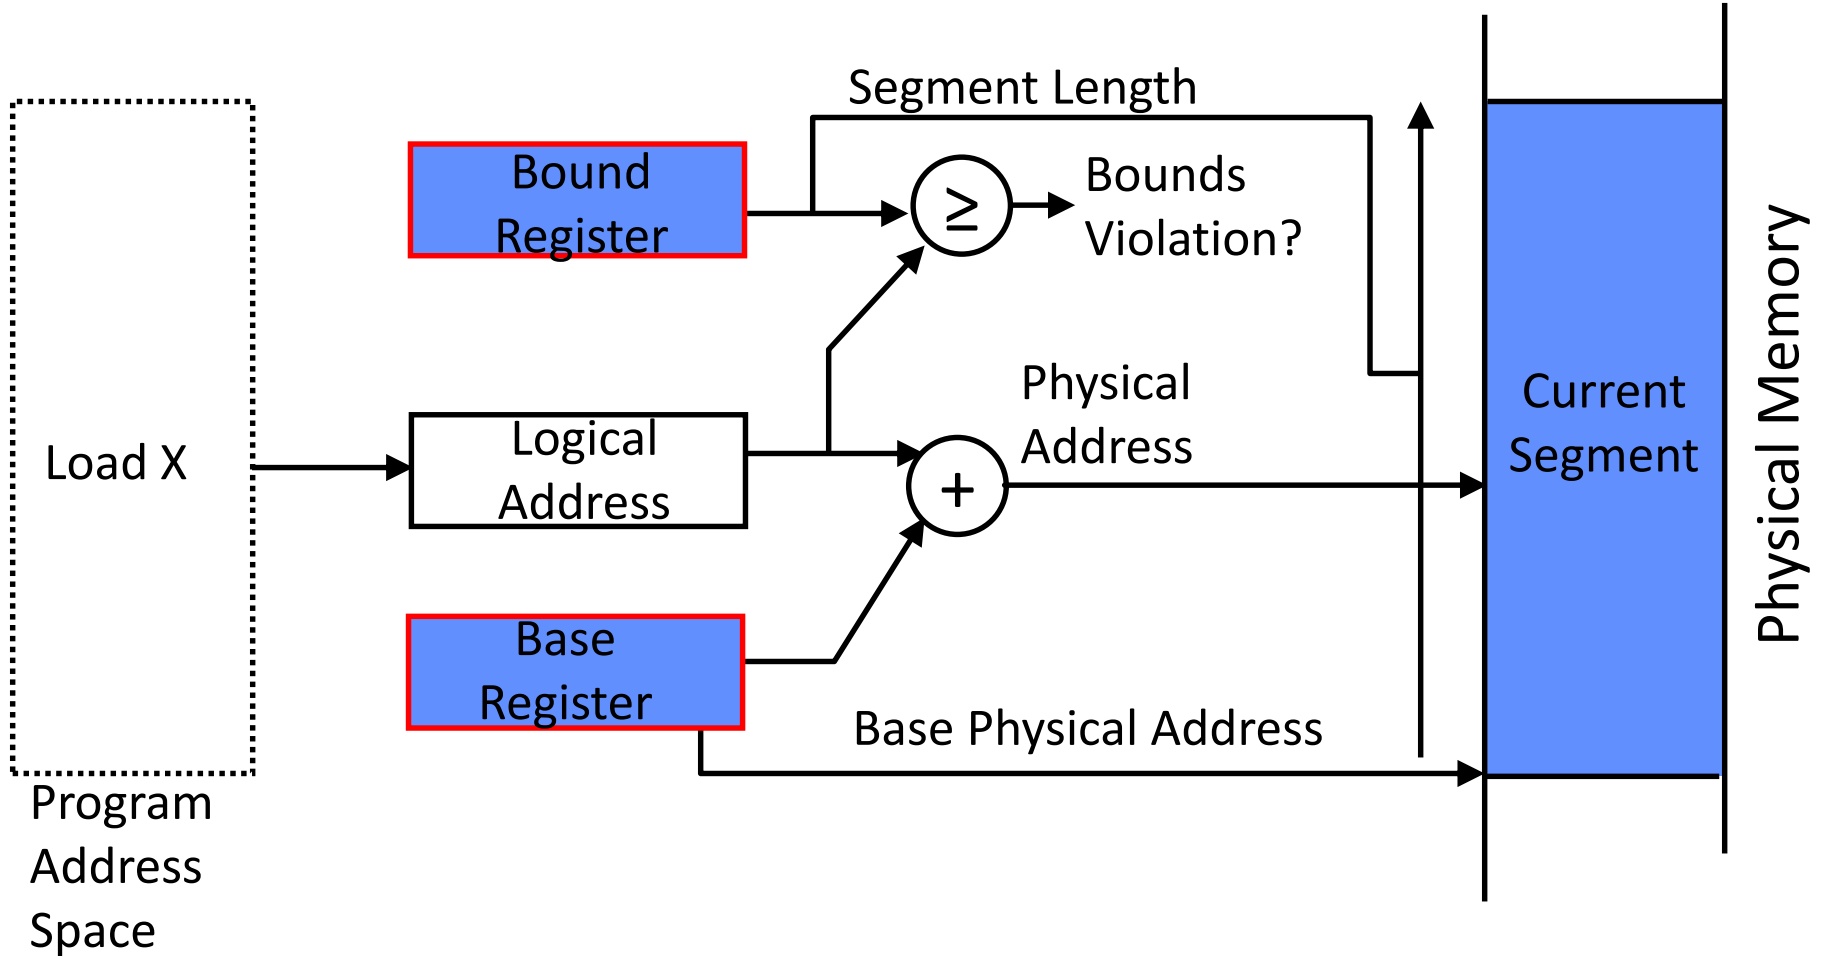 Segment Length
Bound
Register
≥
Bounds
Violation?
Load X
Logical
Address
Physical
Address
+
Current
Segment
Physical Memory
Base
Register
Base Physical Address
Program
Address
Space